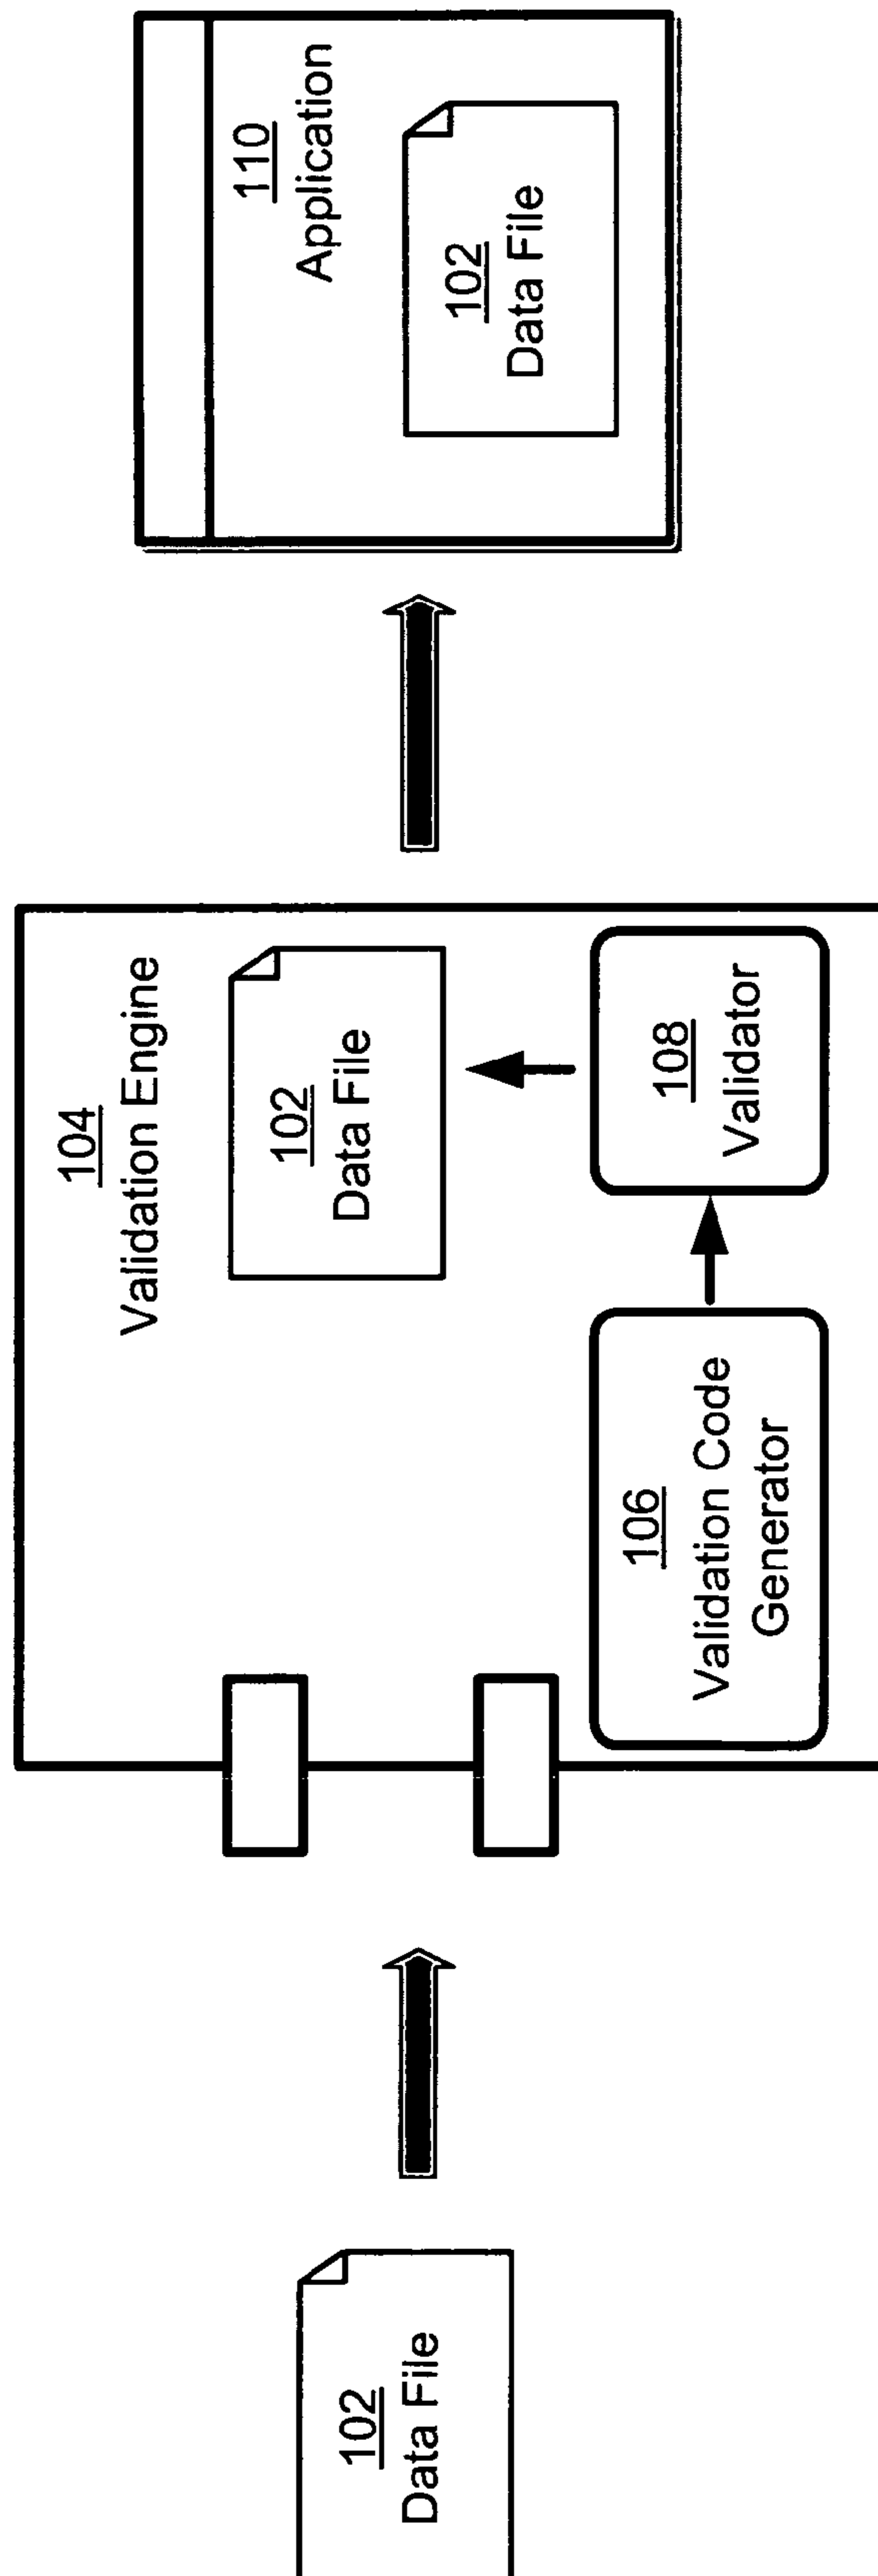 102
Data File
104
Validation Engine
102
Data File
106
Validation Code
Generator
108
Validator
110
Application
102
Data File